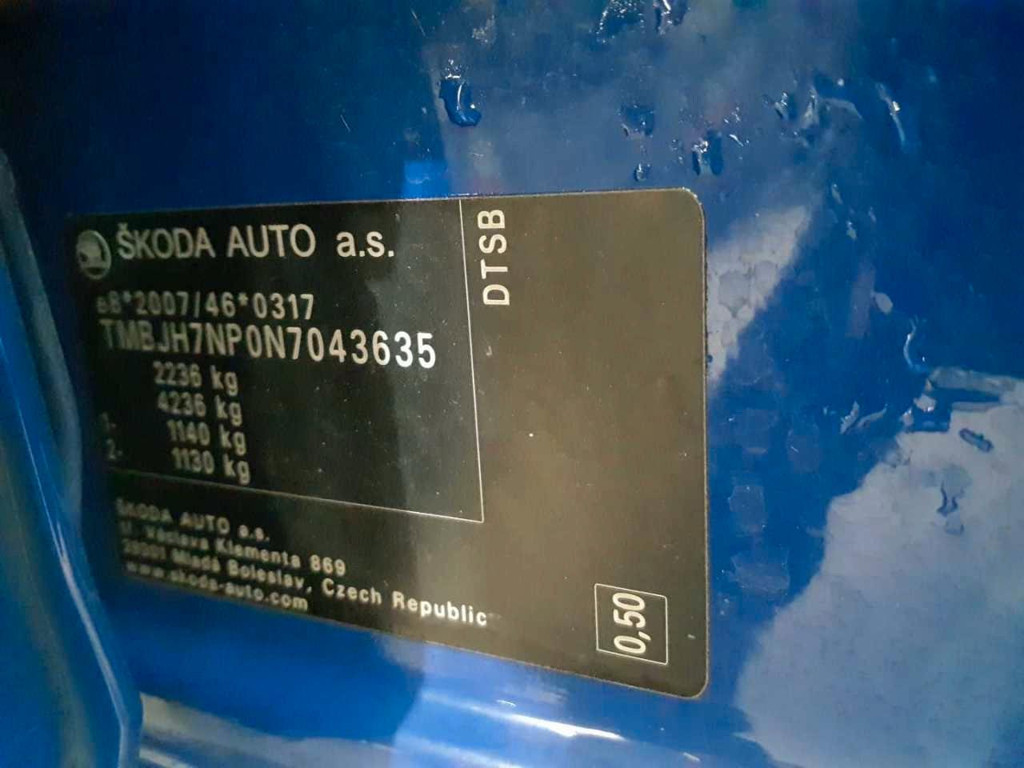 ŠKODA AUTO a.s.
e8*2007/46*0317
TMBJH7NP0N7043635
2236 kg
4236 kg
1. 1140 kg
2. 1130 kg
DTSB
ŠKODA AUTO a.s.
tř. Václava Klementa 869
29301 Mladá Boleslav, Czech Republic
www.skoda-auto.com
0,50